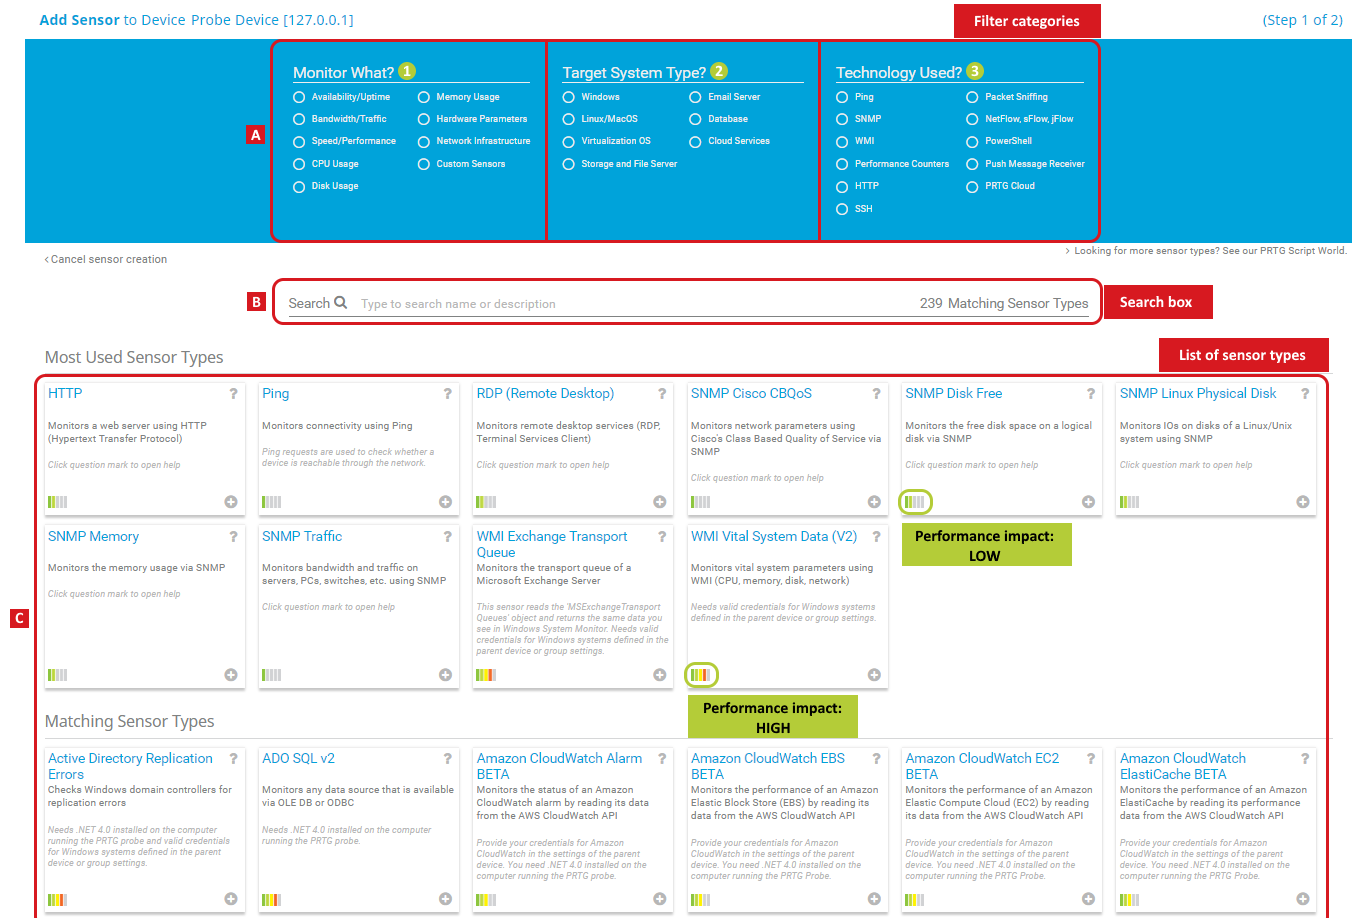 Add Sensor to Device Probe Device [127.0.0.1]
Filter categories
(Step 1 of 2)
Monitor What? 1
Availability/Uptime
Bandwidth/Traffic
Speed/Performance
CPU Usage
Disk Usage
Memory Usage
Hardware Parameters
Network Infrastructure
Custom Sensors
Target System Type? 2
Windows
Linux/MacOS
Virtualization OS
Storage and File Server
Email Server
Database
Cloud Services
Technology Used? 3
Ping
SNMP
WMI
Performance Counters
HTTP
SSH
Packet Sniffing
NetFlow, sFlow, jFlow
PowerShell
Push Message Receiver
PRTG Cloud
A
< Cancel sensor creation
> Looking for more sensor types? See our PRTG Script World.
B
Search Type to search name or description 239 Matching Sensor Types
Search box
Most Used Sensor Types
List of sensor types
C
HTTP ?
Monitors a web server using HTTP
(Hypertext Transfer Protocol)
Click question mark to open help
Ping ?
Monitors connectivity using Ping
Ping requests are used to check whether a
device is reachable through the network.
RDP (Remote Desktop) ?
Monitors remote desktop services (RDP,
Terminal Services Client)
Click question mark to open help
SNMP Cisco CBQoS ?
Monitors network parameters using
Cisco's Class Based Quality of Service via
SNMP
Click question mark to open help
SNMP Disk Free ?
Monitors the free disk space on a logical
disk via SNMP
Click question mark to open help
SNMP Linux Physical Disk ?
Monitors IOs on disks of a Linux/Unix
system using SNMP
Click question mark to open help
SNMP Memory ?
Monitors the memory usage via SNMP
Click question mark to open help
SNMP Traffic ?
Monitors bandwidth and traffic on
servers, PCs, switches, etc. using SNMP
Click question mark to open help
WMI Exchange Transport ?
Queue
Monitors the transport queue of a
Microsoft Exchange Server
This sensor reads the 'MSExchangeTransport
Queues' object and returns the same data you
see in Windows System Monitor. Needs valid
credentials for Windows systems defined in the
parent device or group settings.
WMI Vital System Data (V2) ?
Monitors vital system parameters using
WMI (CPU, memory, disk, network)
Needs valid credentials for Windows systems
defined in the parent device or group settings.
Performance impact:
LOW
Performance impact:
HIGH
Matching Sensor Types
Active Directory Replication ?
Errors
Checks Windows domain controllers for
replication errors
Needs .NET 4.0 installed on the computer
running the PRTG probe and valid credentials
for Windows systems defined in the parent
device or group settings.
ADO SQL v2 ?
Monitors any data source that is available
via OLE DB or ODBC
Needs .NET 4.0 installed on the computer
running the PRTG probe.
Amazon CloudWatch Alarm ?
BETA
Monitors the status of an Amazon
CloudWatch alarm by reading its data
from the AWS CloudWatch API
Provide your credentials for Amazon
CloudWatch in the settings of the parent
device. You need .NET 4.0 installed on the
computer running the PRTG Probe.
Amazon CloudWatch EBS ?
BETA
Monitors the performance of an Amazon
Elastic Block Store (EBS) by reading its
data from the AWS CloudWatch API
Provide your credentials for Amazon
CloudWatch in the settings of the parent
device. You need .NET 4.0 installed on the
computer running the PRTG Probe.
Amazon CloudWatch EC2 ?
BETA
Monitors the performance of an Amazon
Elastic Compute Cloud (EC2) by reading
its data from the AWS CloudWatch API
Provide your credentials for Amazon
CloudWatch in the settings of the parent
device. You need .NET 4.0 installed on the
computer running the PRTG Probe.
Amazon CloudWatch ?
ElastiCache BETA
Monitors the performance of an Amazon
ElastiCache by reading its performance
data from the AWS CloudWatch API
Provide your credentials for Amazon
CloudWatch in the settings of the parent
device. You need .NET 4.0 installed on the
computer running the PRTG Probe.